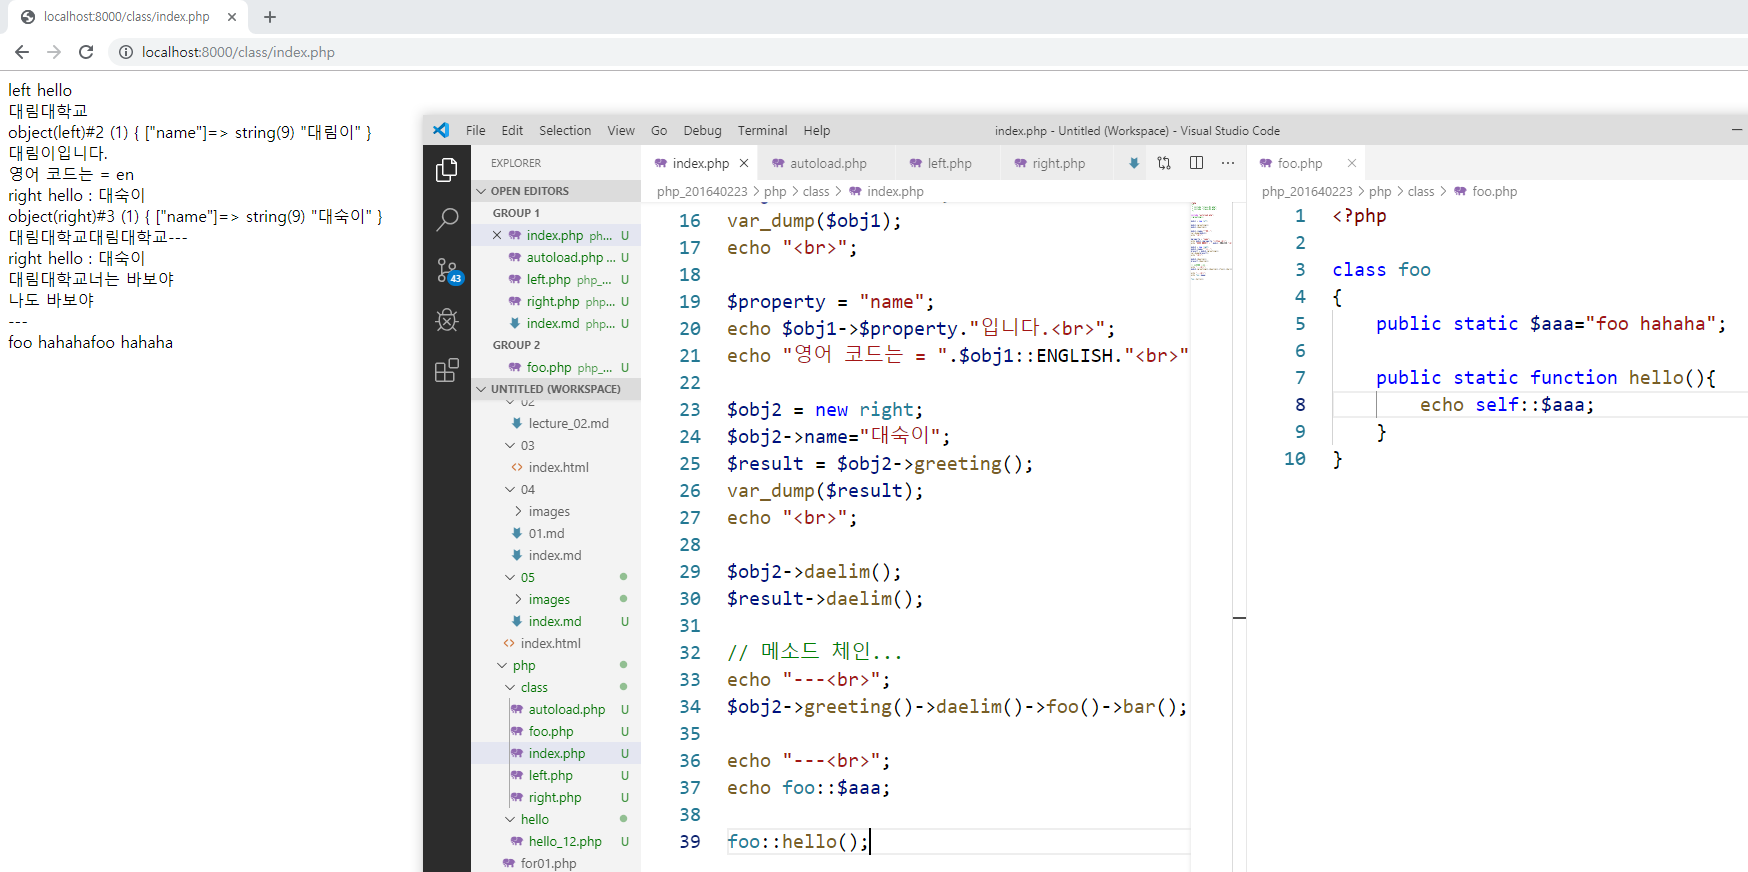 localhost:8000/class/index.php
localhost:8000/class/index.php
left hello
대림대학교
object(left)#2 (1) { ["name"]=> string(9) "대림이" }
대림이입니다.
영어 코드는 = en
right hello : 대숙이
object(right)#3 (1) { ["name"]=> string(9) "대숙이" }
대림대학교대림대학교---
right hello : 대숙이
대림대학교너는 바보야
나도 바보야
---
foo hahahafoo hahaha
File Edit Selection View Go Debug Terminal Help
index.php - Untitled (Workspace) - Visual Studio Code
43
EXPLORER
OPEN EDITORS
GROUP 1
index.php ph... U
autoload.php ... U
left.php php_... U
right.php php... U
index.md php... U
GROUP 2
foo.php php_... U
UNTITLED (WORKSPACE)
02
lecture_02.md
03
index.html
04
images
01.md
index.md
05
images
index.md U
index.html
php
class
autoload.php U
foo.php U
index.php U
left.php U
right.php U
hello
hello_12.php U
for01.php
index.php autoload.php left.php right.php
php_201640223 > php > class > index.php
16 var_dump($obj1);
17 echo "<br>";
18
19 $property = "name";
20 echo $obj1->$property."입니다.<br>";
21 echo "영어 코드는 = ".$obj1::ENGLISH."<br>"
22
23 $obj2 = new right;
24 $obj2->name="대숙이";
25 $result = $obj2->greeting();
26 var_dump($result);
27 echo "<br>";
28
29 $obj2->daelim();
30 $result->daelim();
31
32 // 메소드 체인...
33 echo "---<br>";
34 $obj2->greeting()->daelim()->foo()->bar();
35
36 echo "---<br>";
37 echo foo::$aaa;
38
39 foo::hello();
foo.php
php_201640223 > php > class > foo.php
1 <?php
2
3 class foo
4 {
5 public static $aaa="foo hahaha";
6
7 public static function hello(){
8 echo self::$aaa;
9 }
10 }